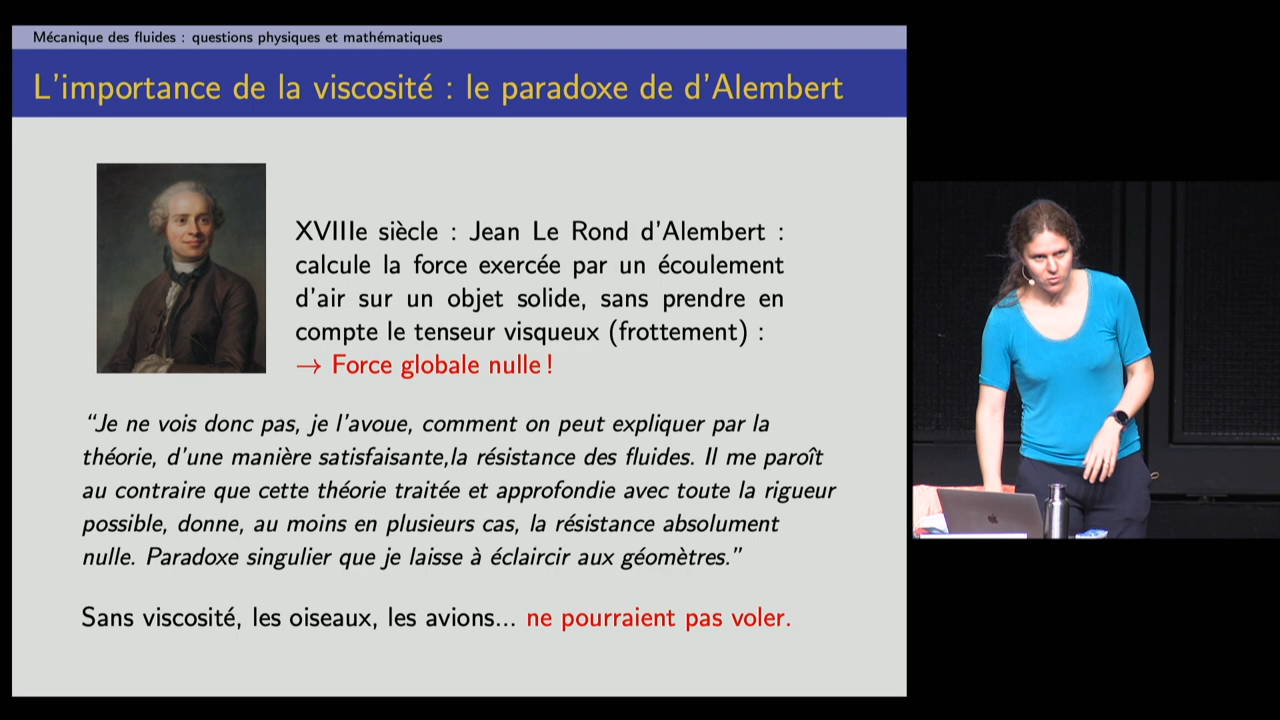 Mécanique des fluides : questions physiques et mathématiques
L'importance de la viscosité : le paradoxe de d'Alembert
XVIIIe siècle : Jean Le Rond d'Alembert :
calcule la force exercée par un écoulement
d'air sur un objet solide, sans prendre en
compte le tenseur visqueux (frottement) :
→ Force globale nulle !
“Je ne vois donc pas, je l'avoue, comment on peut expliquer par la
théorie, d'une manière satisfaisante,la résistance des fluides. Il me paroît
au contraire que cette théorie traitée et approfondie avec toute la rigueur
possible, donne, au moins en plusieurs cas, la résistance absolument
nulle. Paradoxe singulier que je laisse à éclaircir aux géomètres.”
Sans viscosité, les oiseaux, les avions... ne pourraient pas voler.